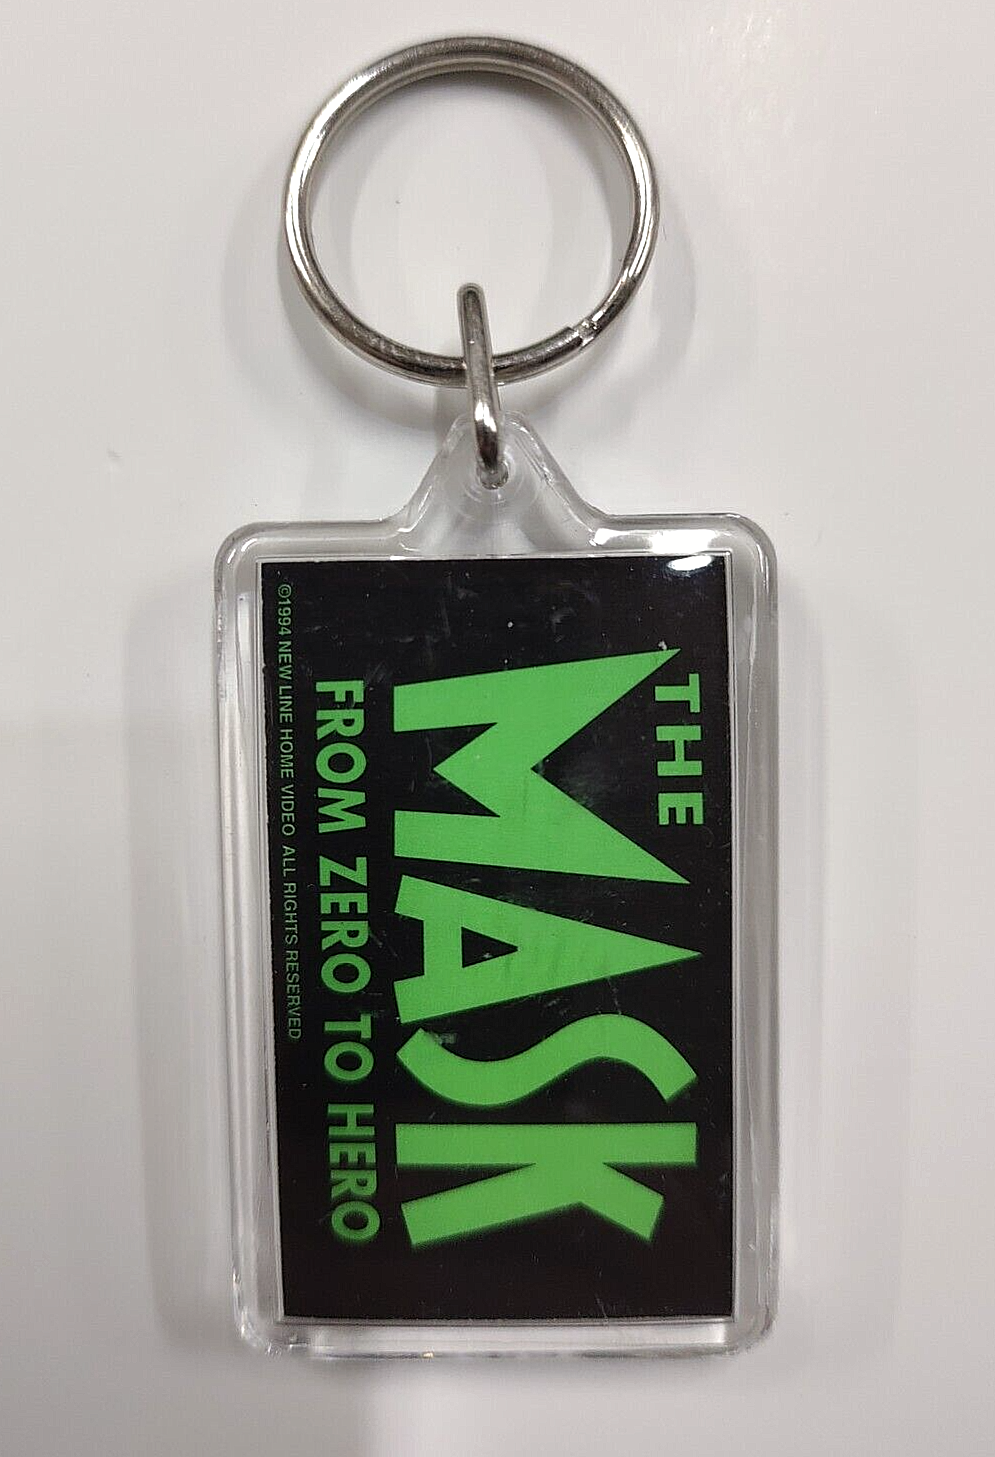 THE
MASK
FROM ZERO TO HERO
©1994 NEW LINE HOME VIDEO ALL RIGHTS RESERVED